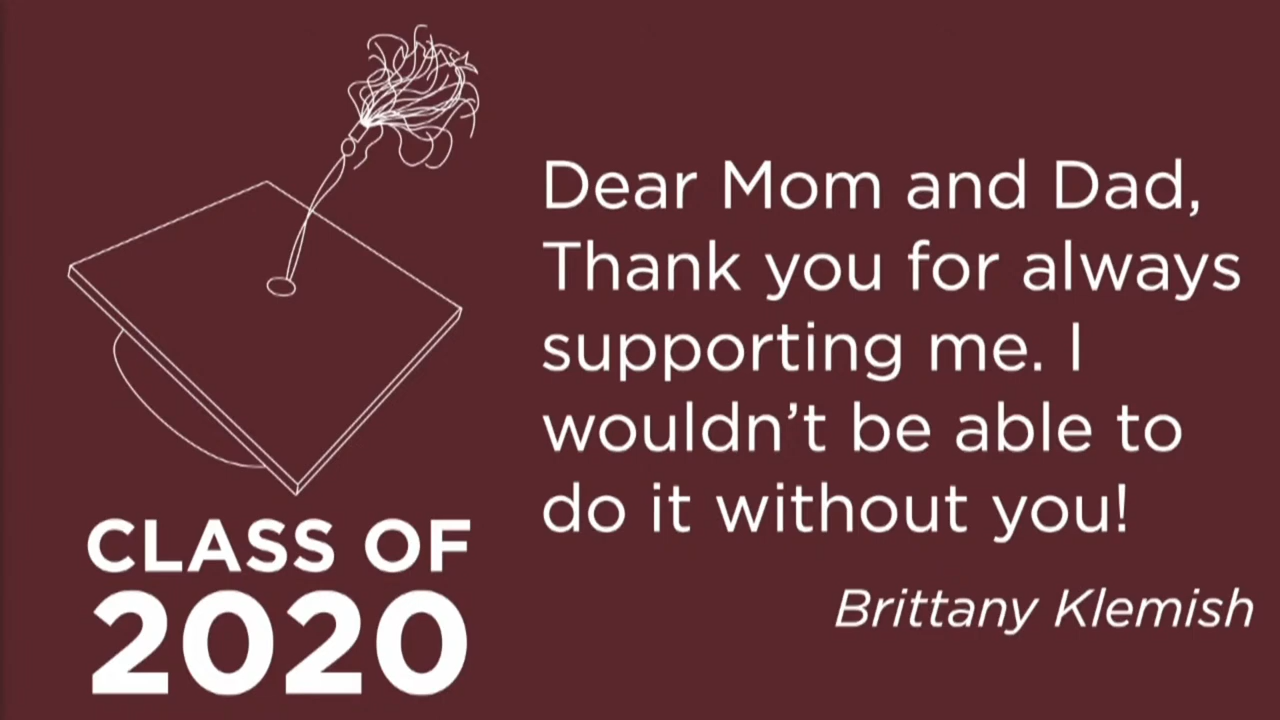 Dear Mom and Dad,
Thank you for always
supporting me. I
wouldn’t be able to
do it without you!
Brittany Klemish
CLASS OF
2020